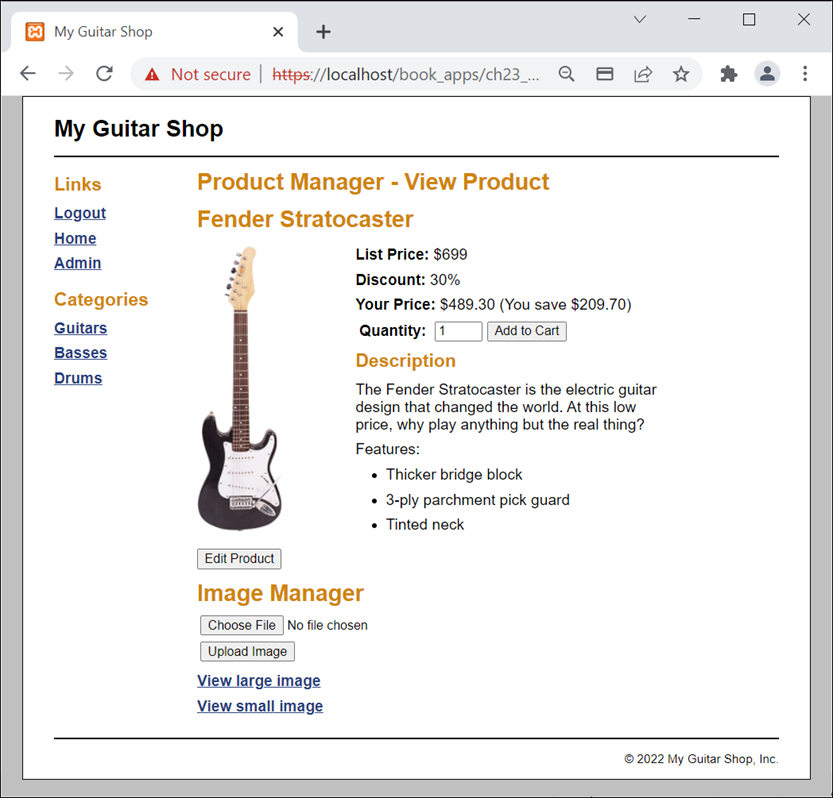 My Guitar Shop
Not secure
https://localhost/book_apps/ch23_...
My Guitar Shop
Links
Logout
Home
Admin
Categories
Guitars
Basses
Drums
Product Manager - View Product
Fender Stratocaster
List Price: $699
Discount: 30%
Your Price: $489.30 (You save $209.70)
Quantity: 1 Add to Cart
Description
The Fender Stratocaster is the electric guitar
design that changed the world. At this low
price, why play anything but the real thing?
Features:
• Thicker bridge block
• 3-ply parchment pick guard
• Tinted neck
Edit Product
Image Manager
Choose File No file chosen
Upload Image
View large image
View small image
© 2022 My Guitar Shop, Inc.